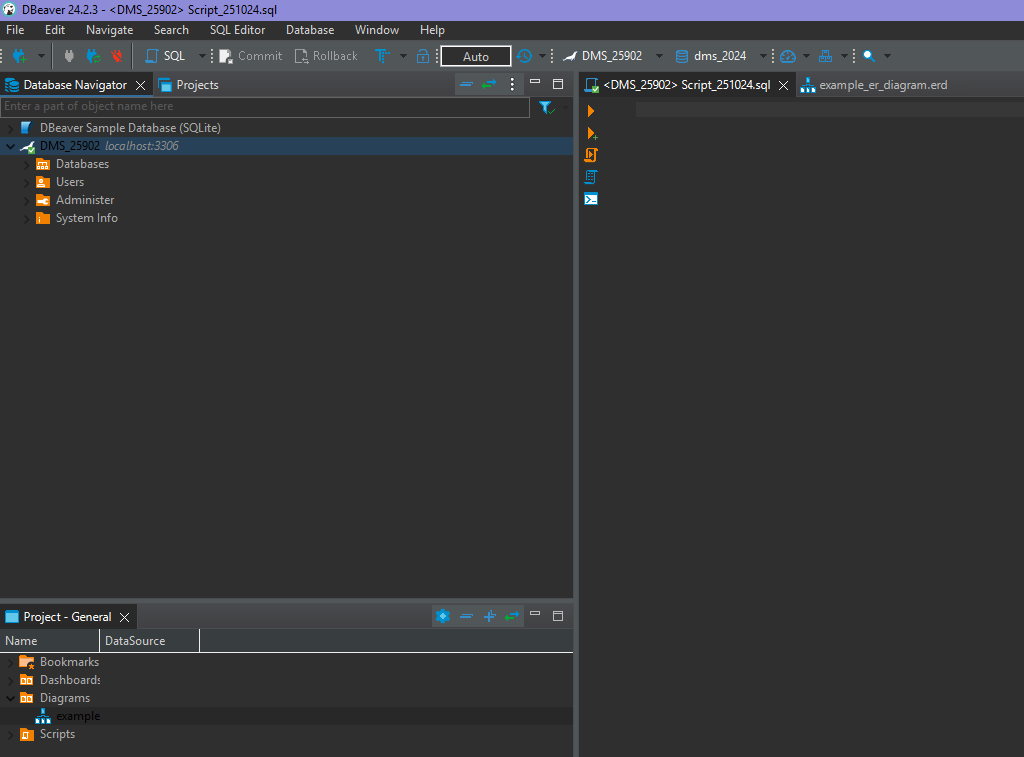 DBeaver 24.2.3 - <DMS_25902> Script_251024.sql
File Edit Navigate Search SQL Editor Database Window Help
SQL Commit Rollback Auto DMS_25902 dms_2024
Database Navigator Projects
Enter a part of object name here
DBeaver Sample Database (SQLite)
DMS_25902 localhost:3306
Databases
Users
Administer
System Info
<DMS_25902> Script_251024.sql example_er_diagram.erd
Project - General
Name DataSource
Bookmarks
Dashboards
Diagrams
example
Scripts